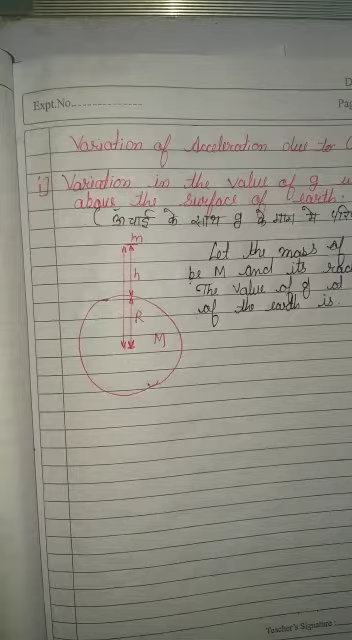 D
Expt.No.
Pag
Variation of Acceleration due to
i) Variation in the value of g
above the surface of earth.
(ऊंचाई के साथ g के मान में
m
h
R
M
Let the mass of
be M and its
The value of g
of the earth is
Teacher's Signature